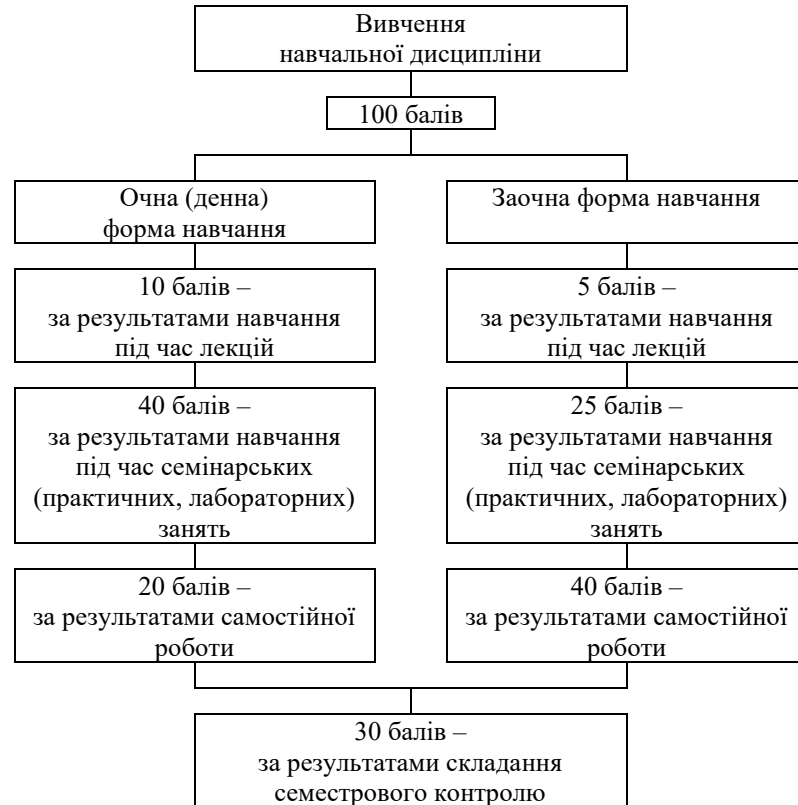 Вивчення
навчальної дисципліни
100 балів
Очна (денна)
форма навчання
Заочна форма навчання
10 балів –
за результатами навчання
під час лекцій
5 балів –
за результатами навчання
під час лекцій
40 балів –
за результатами навчання
під час семінарських
(практичних, лабораторних)
занять
25 балів –
за результатами навчання
під час семінарських
(практичних, лабораторних)
занять
20 балів –
за результатами самостійної
роботи
40 балів –
за результатами самостійної
роботи
30 балів –
за результатами складання
семестрового контролю